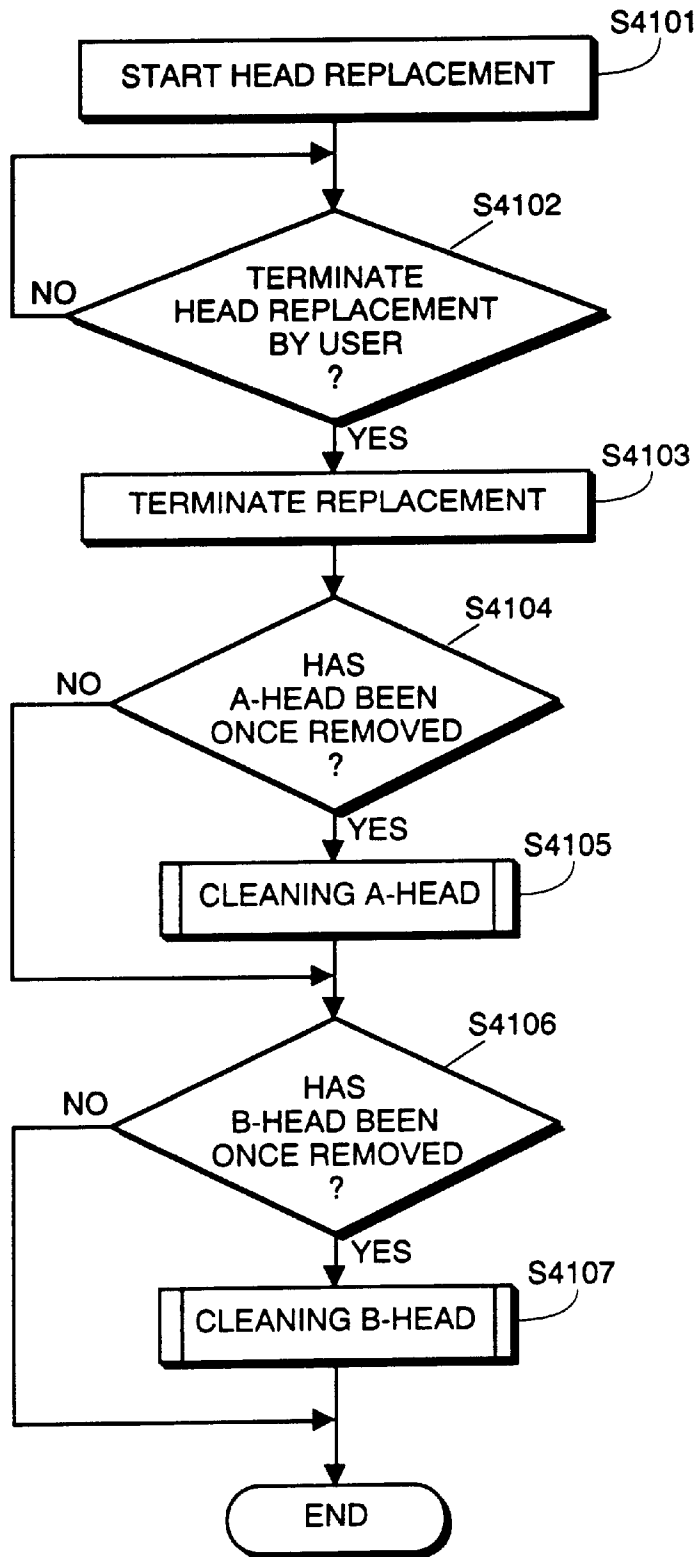 S4101
START HEAD REPLACEMENT
S4102
TERMINATE
HEAD REPLACEMENT
BY USER
?
NO
YES
S4103
TERMINATE REPLACEMENT
S4104
HAS
A-HEAD BEEN
ONCE REMOVED
?
NO
YES
S4105
CLEANING A-HEAD
S4106
HAS
B-HEAD BEEN
ONCE REMOVED
?
NO
YES
S4107
CLEANING B-HEAD
END